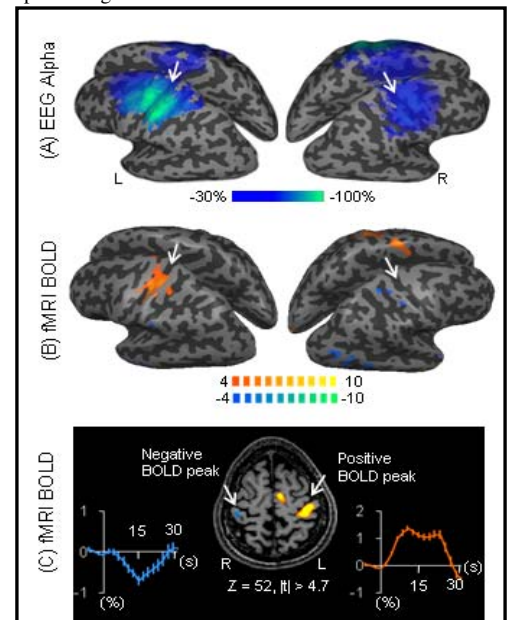 (A) EEG Alpha
L
R
-30% -100%
(B) fMRI BOLD
4 10
-4 -10
(C) fMRI BOLD
Negative
BOLD peak
Positive
BOLD peak
1
15 30
0
(s)
-1
(%)
R L
Z = 52, |t| > 4.7
2
1
0
(s)
15 30
-1
(%)